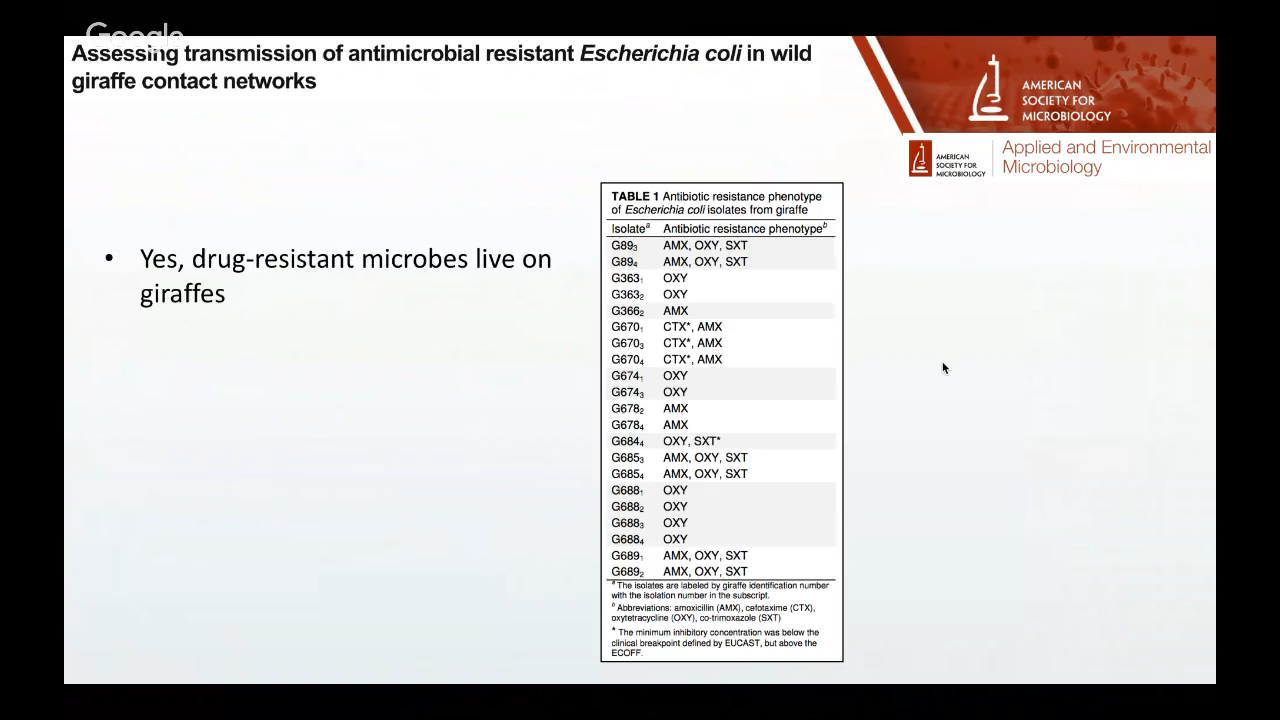 Google
Assessing transmission of antimicrobial resistant Escherichia coli in wild
giraffe contact networks
AMERICAN
SOCIETY FOR
MICROBIOLOGY
AMERICAN
SOCIETY FOR
MICROBIOLOGY
Applied and Environmental
Microbiology
• Yes, drug-resistant microbes live on
giraffes
TABLE 1 Antibiotic resistance phenotype
of Escherichia coli isolates from giraffe
Isolateᵃ Antibiotic resistance phenotypeᵇ
G89₃ AMX, OXY, SXT
G89₄ AMX, OXY, SXT
G363₁ OXY
G363₂ OXY
G366₂ AMX
G670₁ CTX*, AMX
G670₃ CTX*, AMX
G670₄ CTX*, AMX
G674₁ OXY
G674₃ OXY
G678₂ AMX
G678₄ AMX
G684₄ OXY, SXT*
G685₃ AMX, OXY, SXT
G685₄ AMX, OXY, SXT
G688₁ OXY
G688₂ OXY
G688₃ OXY
G688₄ OXY
G689₁ AMX, OXY, SXT
G689₂ AMX, OXY, SXT
ᵃ The isolates are labeled by giraffe identification number
with the isolation number in the subscript.
ᵇ Abbreviations: amoxicillin (AMX), cefotaxime (CTX),
oxytetracycline (OXY), co-trimoxazole (SXT)
* The minimum inhibitory concentration was below the
clinical breakpoint defined by EUCAST, but above the
ECOFF.